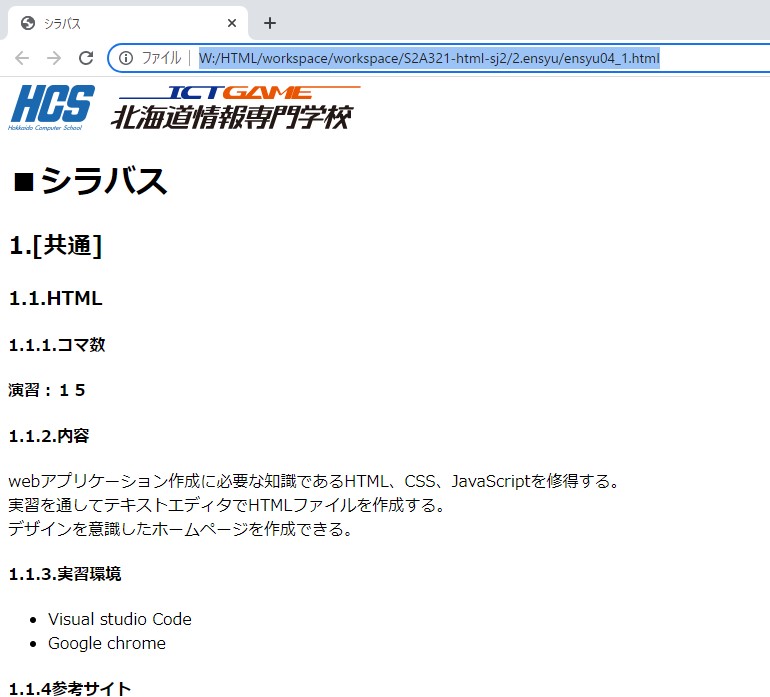 シラバス
ファイル
W:/HTML/workspace/workspace/S2A321-html-sj2/2.ensyu/ensyu04_1.html
HCS
Hokkaido Computer School
ICTGAME
北海道情報専門学校
■シラバス
1.[共通]
1.1.HTML
1.1.1.コマ数
演習：１５
1.1.2.内容
webアプリケーション作成に必要な知識であるHTML、CSS、JavaScriptを修得する。
実習を通してテキストエディタでHTMLファイルを作成する。
デザインを意識したホームページを作成できる。
1.1.3.実習環境
• Visual studio Code
• Google chrome
1.1.4参考サイト